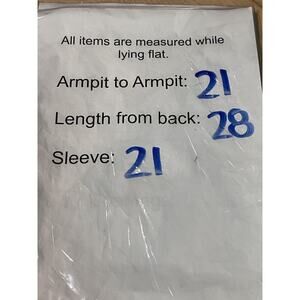 All items are measured while
lying flat.
Armpit to Armpit: 21
Length from back: 28
Sleeve: 21